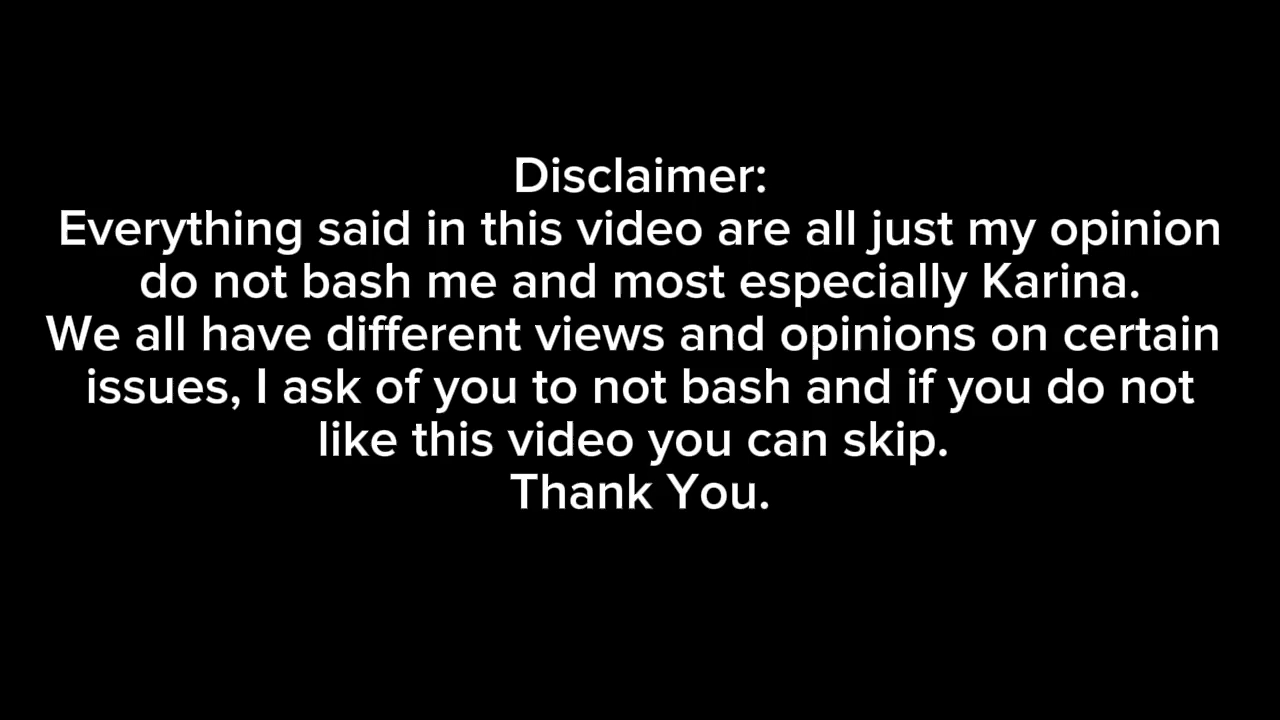 Disclaimer:
Everything said in this video are all just my opinion
do not bash me and most especially Karina.
We all have different views and opinions on certain
issues, I ask of you to not bash and if you do not
like this video you can skip.
Thank You.